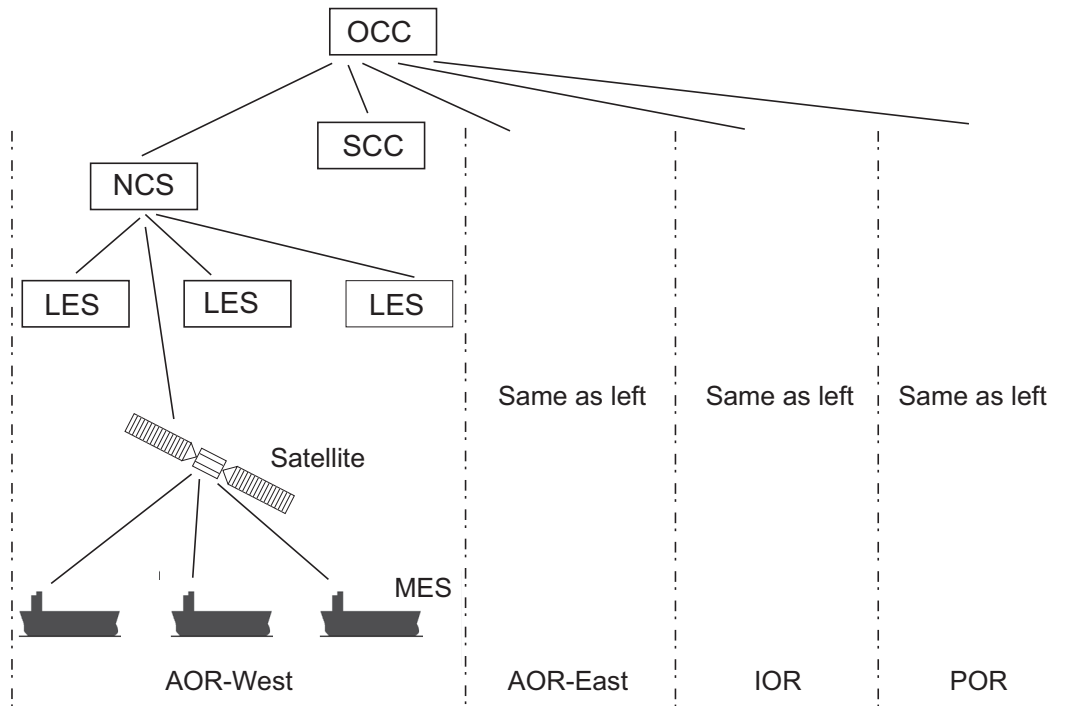 OCC
SCC
NCS
LES
LES
LES
Same as left
Same as left
Same as left
Satellite
MES
AOR-West
AOR-East
IOR
POR